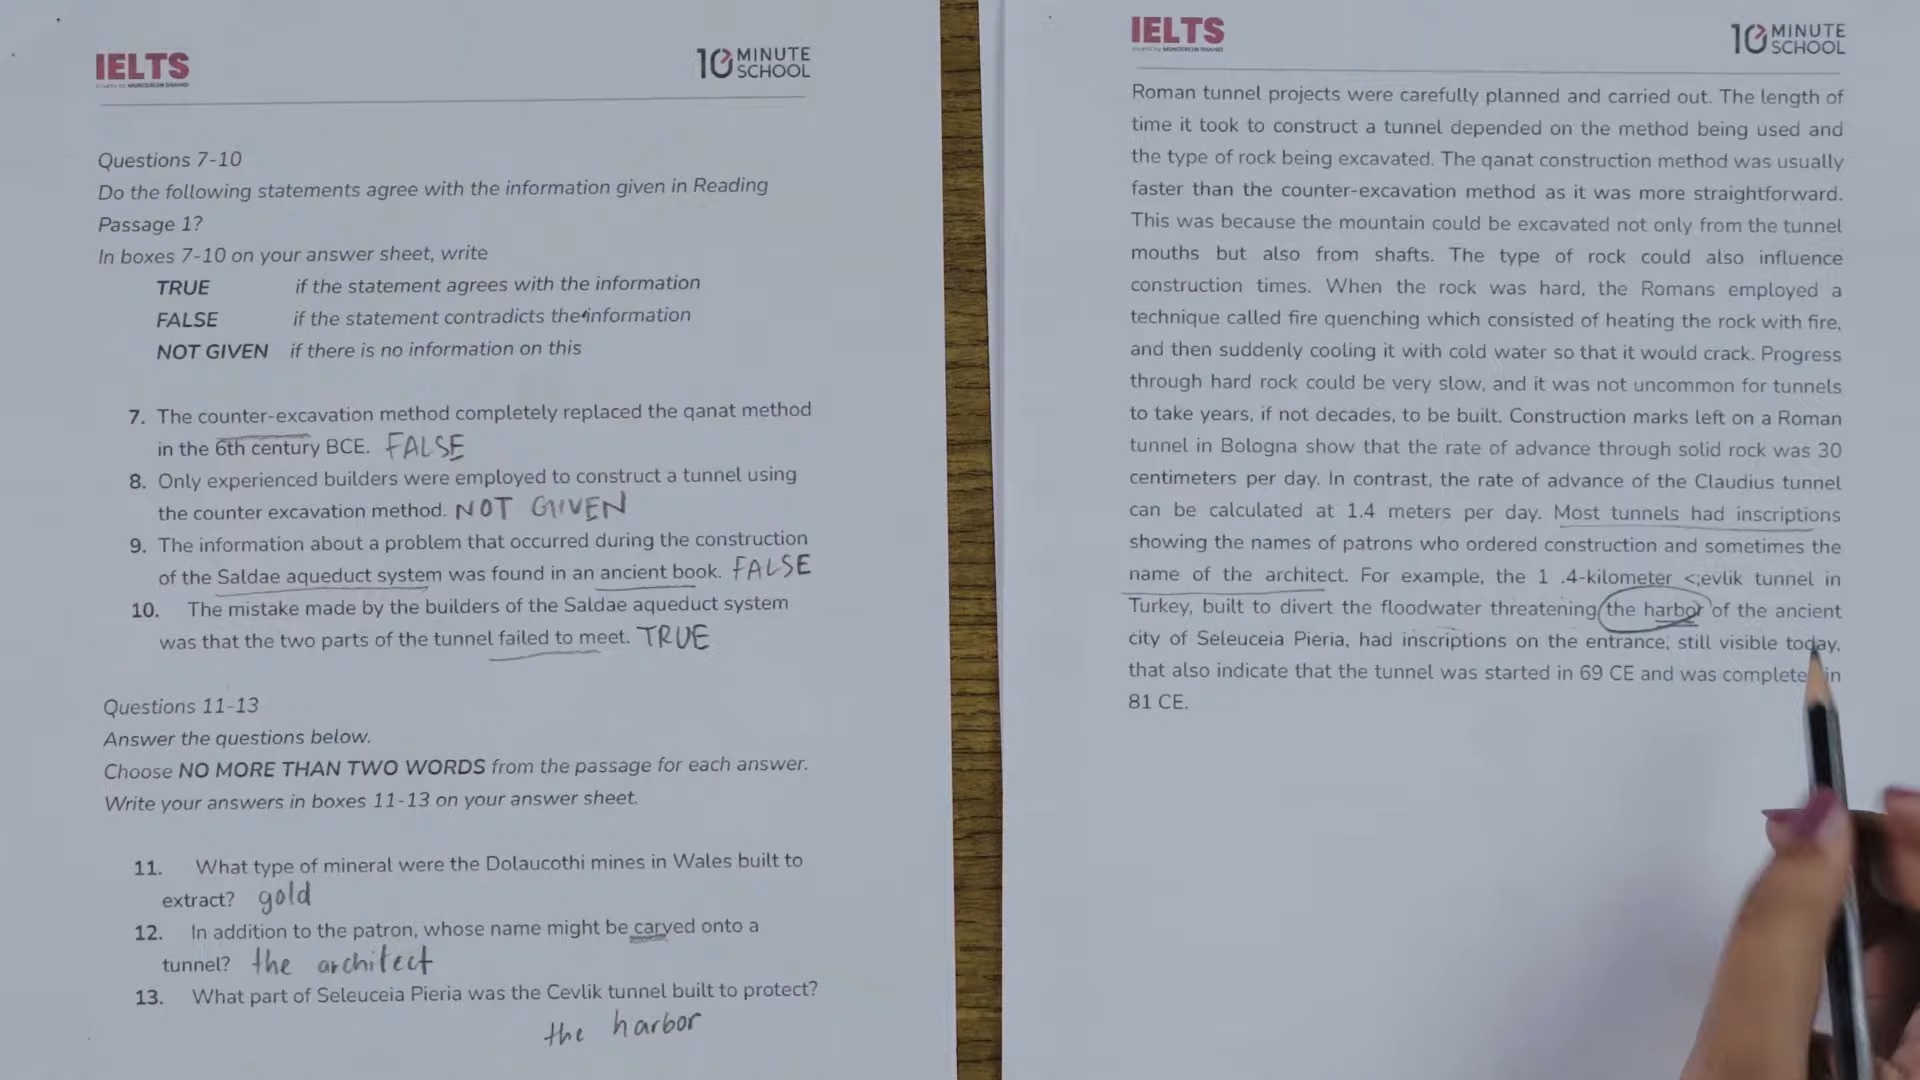 IELTS
10 MINUTE SCHOOL
Questions 7-10
Do the following statements agree with the information given in Reading
Passage 1?
In boxes 7-10 on your answer sheet, write
TRUE if the statement agrees with the information
FALSE if the statement contradicts the information
NOT GIVEN if there is no information on this
7. The counter-excavation method completely replaced the qanat method
in the 6th century BCE. FALSE
8. Only experienced builders were employed to construct a tunnel using
the counter excavation method. NOT GIVEN
9. The information about a problem that occurred during the construction
of the Saldae aqueduct system was found in an ancient book. FALSE
10. The mistake made by the builders of the Saldae aqueduct system
was that the two parts of the tunnel failed to meet. TRUE
Questions 11-13
Answer the questions below.
Choose NO MORE THAN TWO WORDS from the passage for each answer.
Write your answers in boxes 11-13 on your answer sheet.
11. What type of mineral were the Dolaucothi mines in Wales built to
extract? gold
12. In addition to the patron, whose name might be carved onto a
tunnel? the architect
13. What part of Seleuceia Pieria was the Cevlik tunnel built to protect?
the harbor
IELTS
10 MINUTE SCHOOL
Roman tunnel projects were carefully planned and carried out. The length of
time it took to construct a tunnel depended on the method being used and
the type of rock being excavated. The qanat construction method was usually
faster than the counter-excavation method as it was more straightforward.
This was because the mountain could be excavated not only from the tunnel
mouths but also from shafts. The type of rock could also influence
construction times. When the rock was hard, the Romans employed a
technique called fire quenching which consisted of heating the rock with fire,
and then suddenly cooling it with cold water so that it would crack. Progress
through hard rock could be very slow, and it was not uncommon for tunnels
to take years, if not decades, to be built. Construction marks left on a Roman
tunnel in Bologna show that the rate of advance through solid rock was 30
centimeters per day. In contrast, the rate of advance of the Claudius tunnel
can be calculated at 1.4 meters per day. Most tunnels had inscriptions
showing the names of patrons who ordered construction and sometimes the
name of the architect. For example, the 1 .4-kilometer <;evlik tunnel in
Turkey, built to divert the floodwater threatening the harbor of the ancient
city of Seleuceia Pieria, had inscriptions on the entrance, still visible today,
that also indicate that the tunnel was started in 69 CE and was complete in
81 CE.